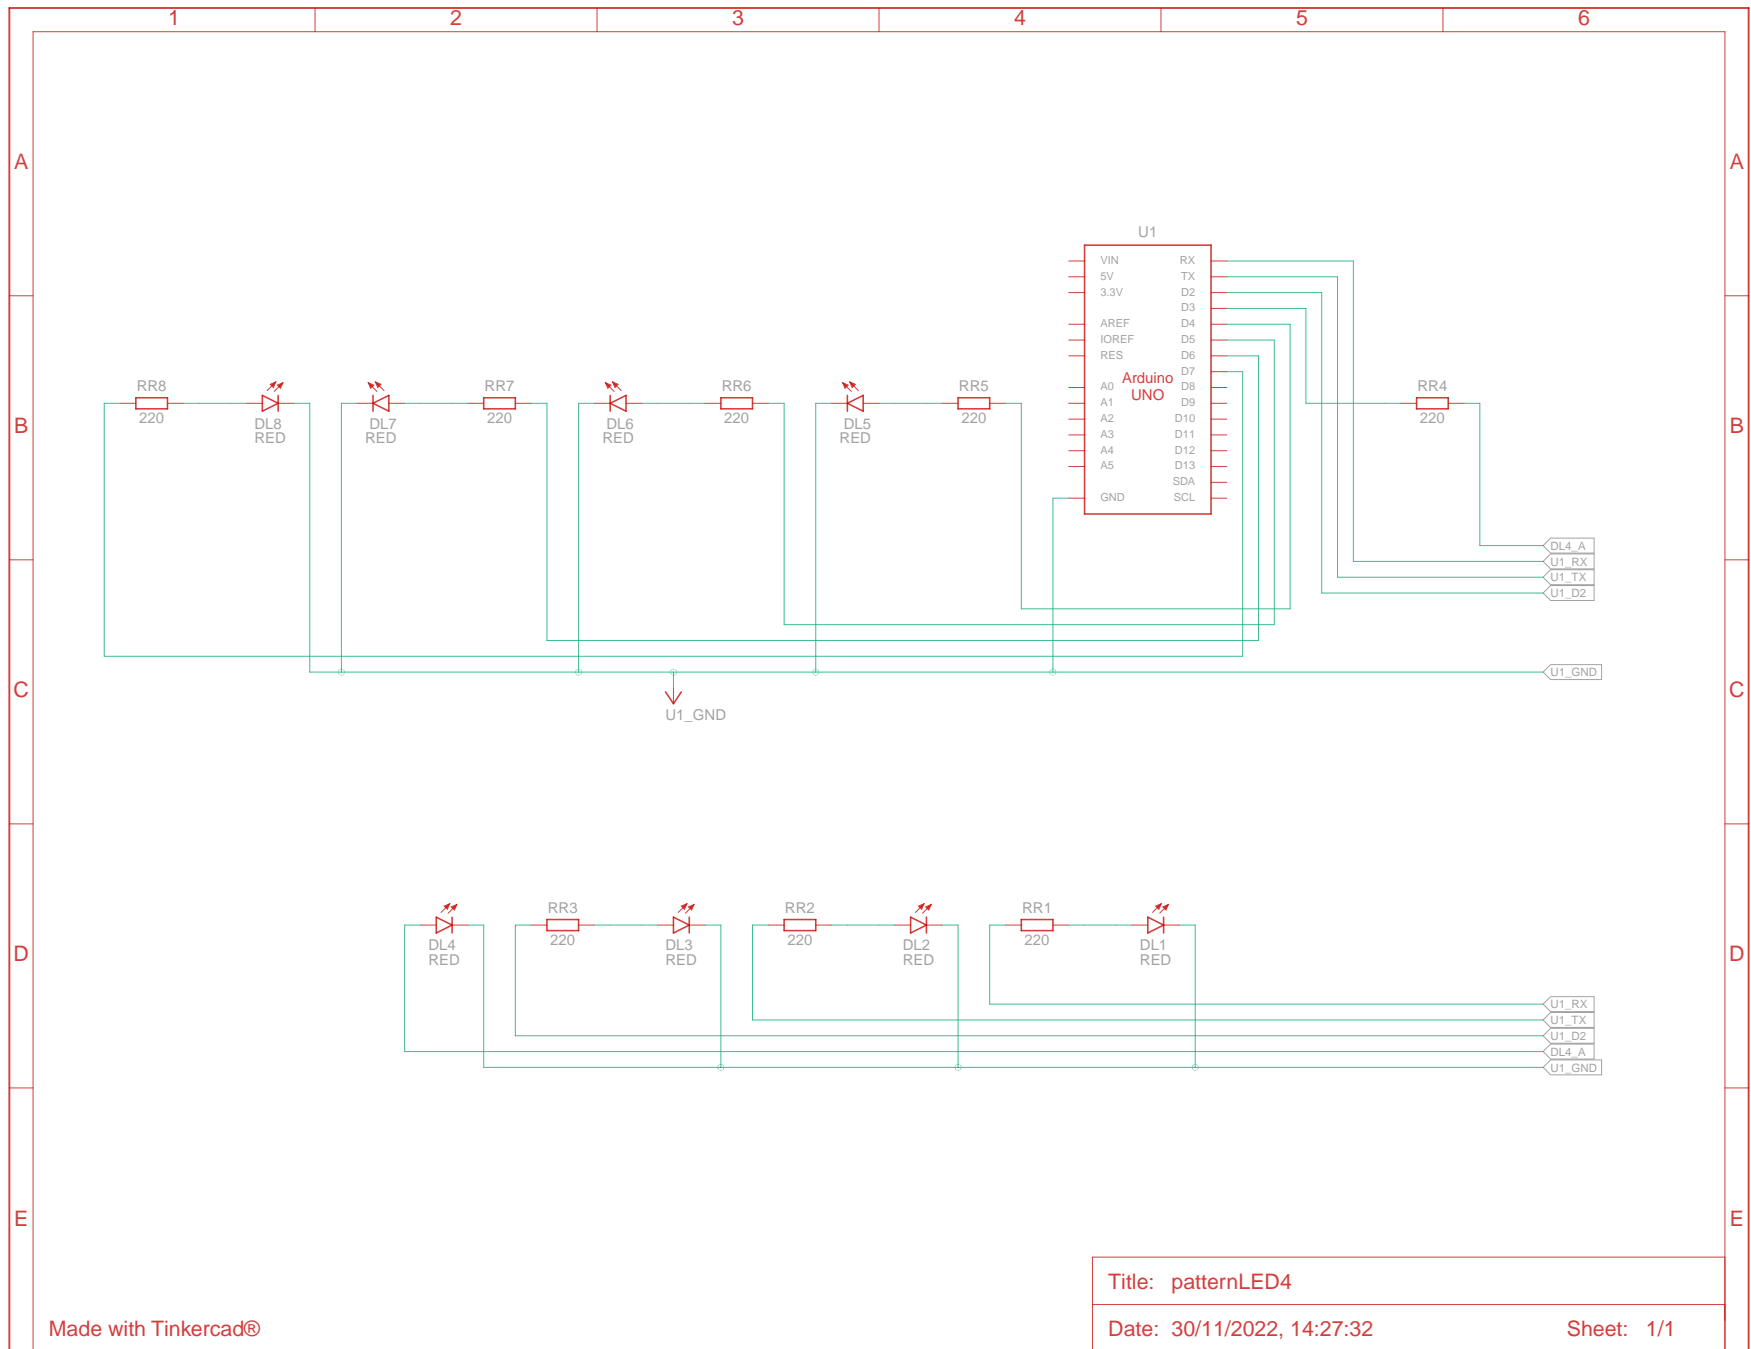 1 2 3 4 5 6
A A
U1
VIN RX
5V TX
3.3V D2
D3
AREF D4
IOREF D5
RES D6
D7
A0 Arduino D8
A1 UNO D9
A2 D10
A3 D11
A4 D12
A5 D13
SDA
GND SCL
RR8 RR7 RR6 RR5 RR4
220 DL8 DL7 220 DL6 220 DL5 220 220
RED RED RED RED
B B
DL4_A
U1_RX
U1_TX
U1_D2
U1_GND
C C
U1_GND
RR3 RR2 RR1
DL4 220 DL3 220 DL2 220 DL1
RED RED RED RED
D D
U1_RX
U1_TX
U1_D2
DL4_A
U1_GND
E E
Title: patternLED4
Made with Tinkercad®
Date: 30/11/2022, 14:27:32 Sheet: 1/1